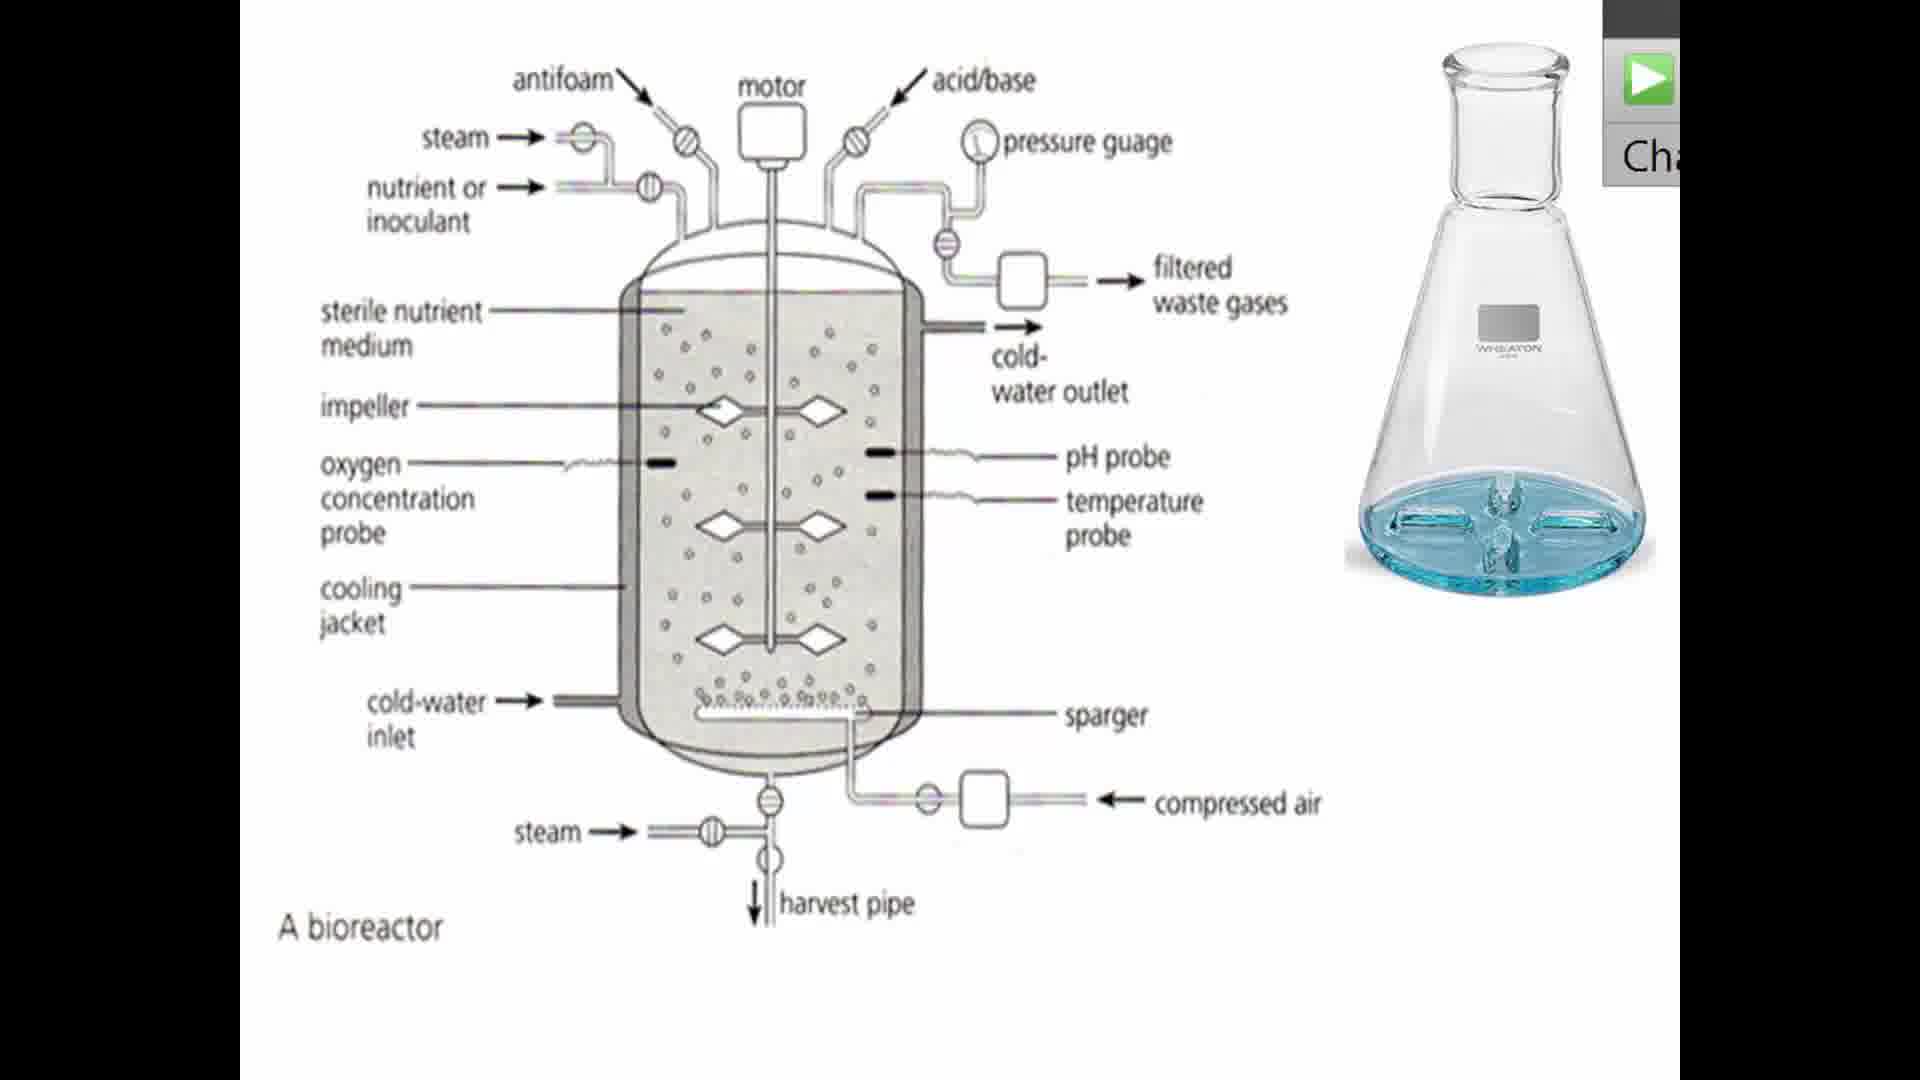 antifoam
motor
acid/base
steam
pressure guage
nutrient or
inoculant
filtered
waste gases
sterile nutrient
medium
cold-
water outlet
impeller
oxygen
concentration
probe
pH probe
temperature
probe
cooling
jacket
cold-water
inlet
sparger
compressed air
steam
harvest pipe
A bioreactor
WHEATON